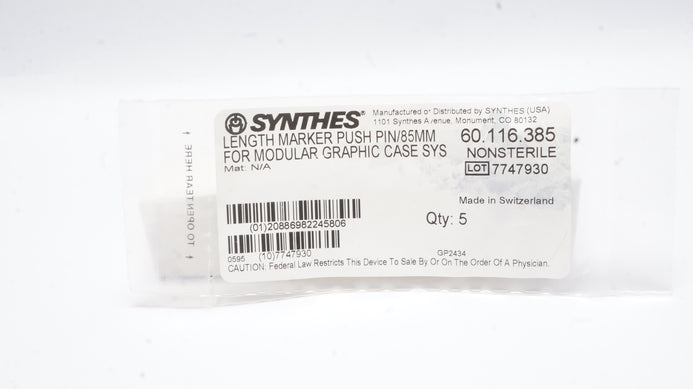 SYNTHES®
Manufactured or Distributed by SYNTHES (USA)
1101 Synthes Avenue, Monument, CO 80132
LENGTH MARKER PUSH PIN/85MM
FOR MODULAR GRAPHIC CASE SYS
Mat: N/A
60.116.385
NONSTERILE
LOT 7747930
Made in Switzerland
(01)20886982245806
Qty: 5
0595 (10)7747930
GP2434
CAUTION: Federal Law Restricts This Device To Sale By Or On The Order Of A Physician.
TO OPEN TEAR HERE